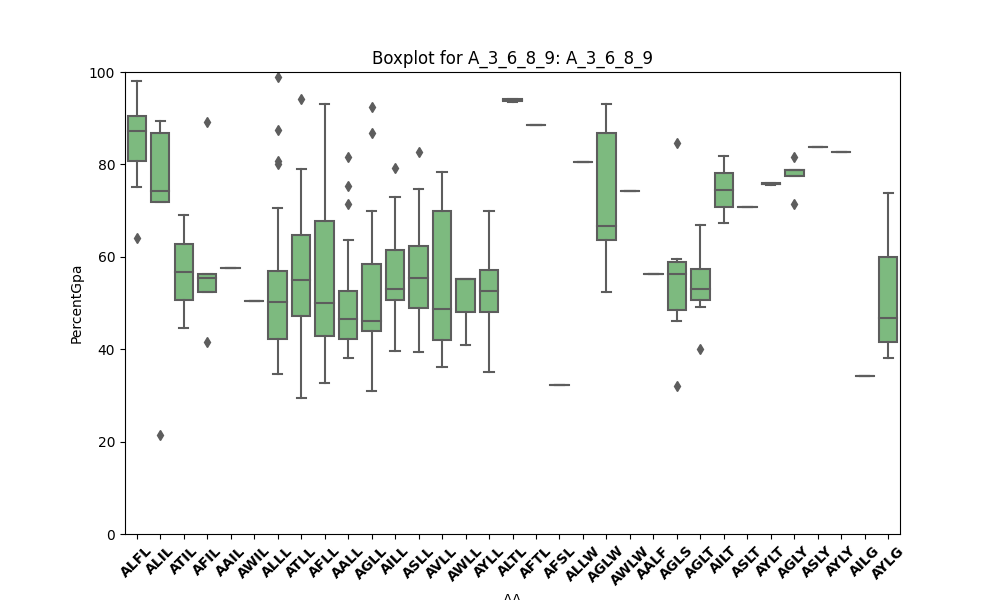 Boxplot for A_3_6_8_9: A_3_6_8_9
PercentGpa
100
80
60
40
20
0
ALFL ALIL ATIL AFIL AAIL AWIL ALLL ATLL AFLL AALL AGLL AILL ASLL AVLL AWLL AYLL ALTL AFTL AFSL ALLW AGLW AWLW AALF AGLS AGLT AILT ASLT AYLT AGLY ASLY AYLY AILG AYLG
AA